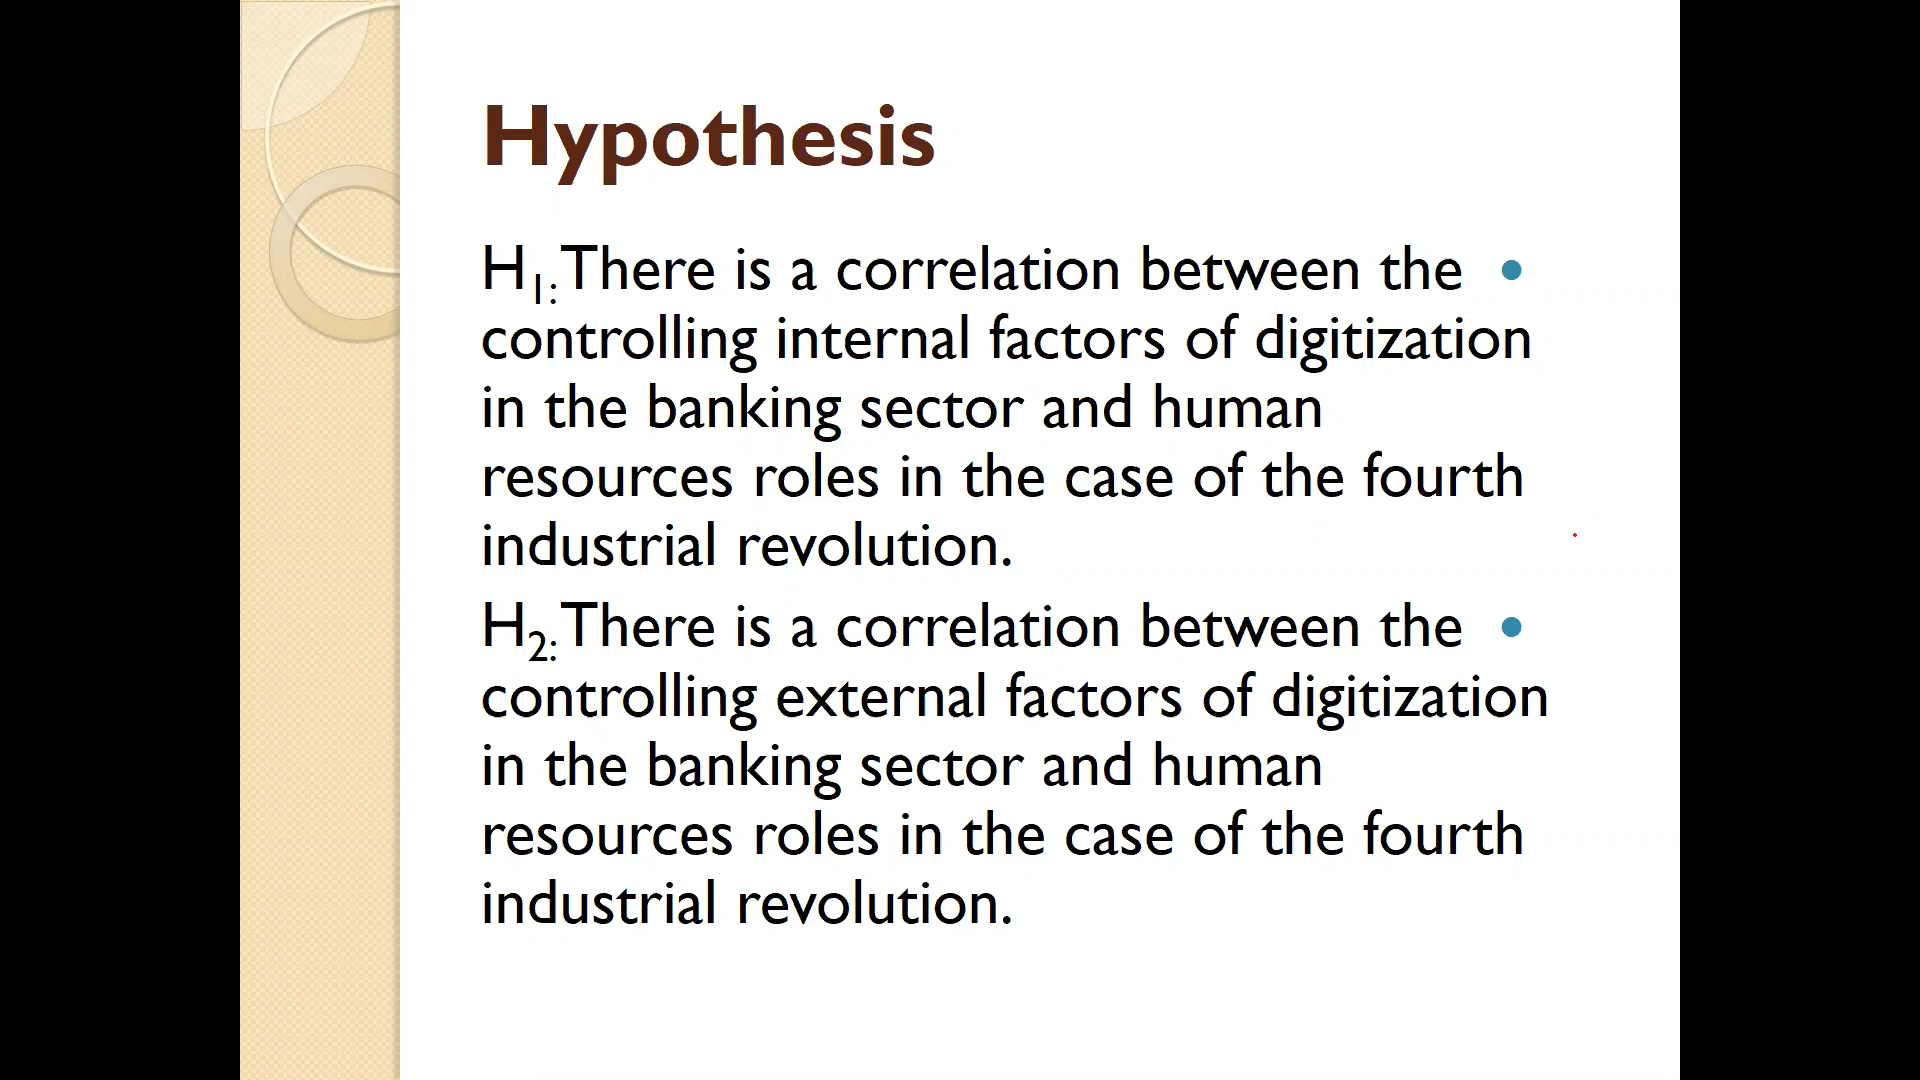 Hypothesis
H1: There is a correlation between the •
controlling internal factors of digitization
in the banking sector and human
resources roles in the case of the fourth
industrial revolution.
H2: There is a correlation between the •
controlling external factors of digitization
in the banking sector and human
resources roles in the case of the fourth
industrial revolution.